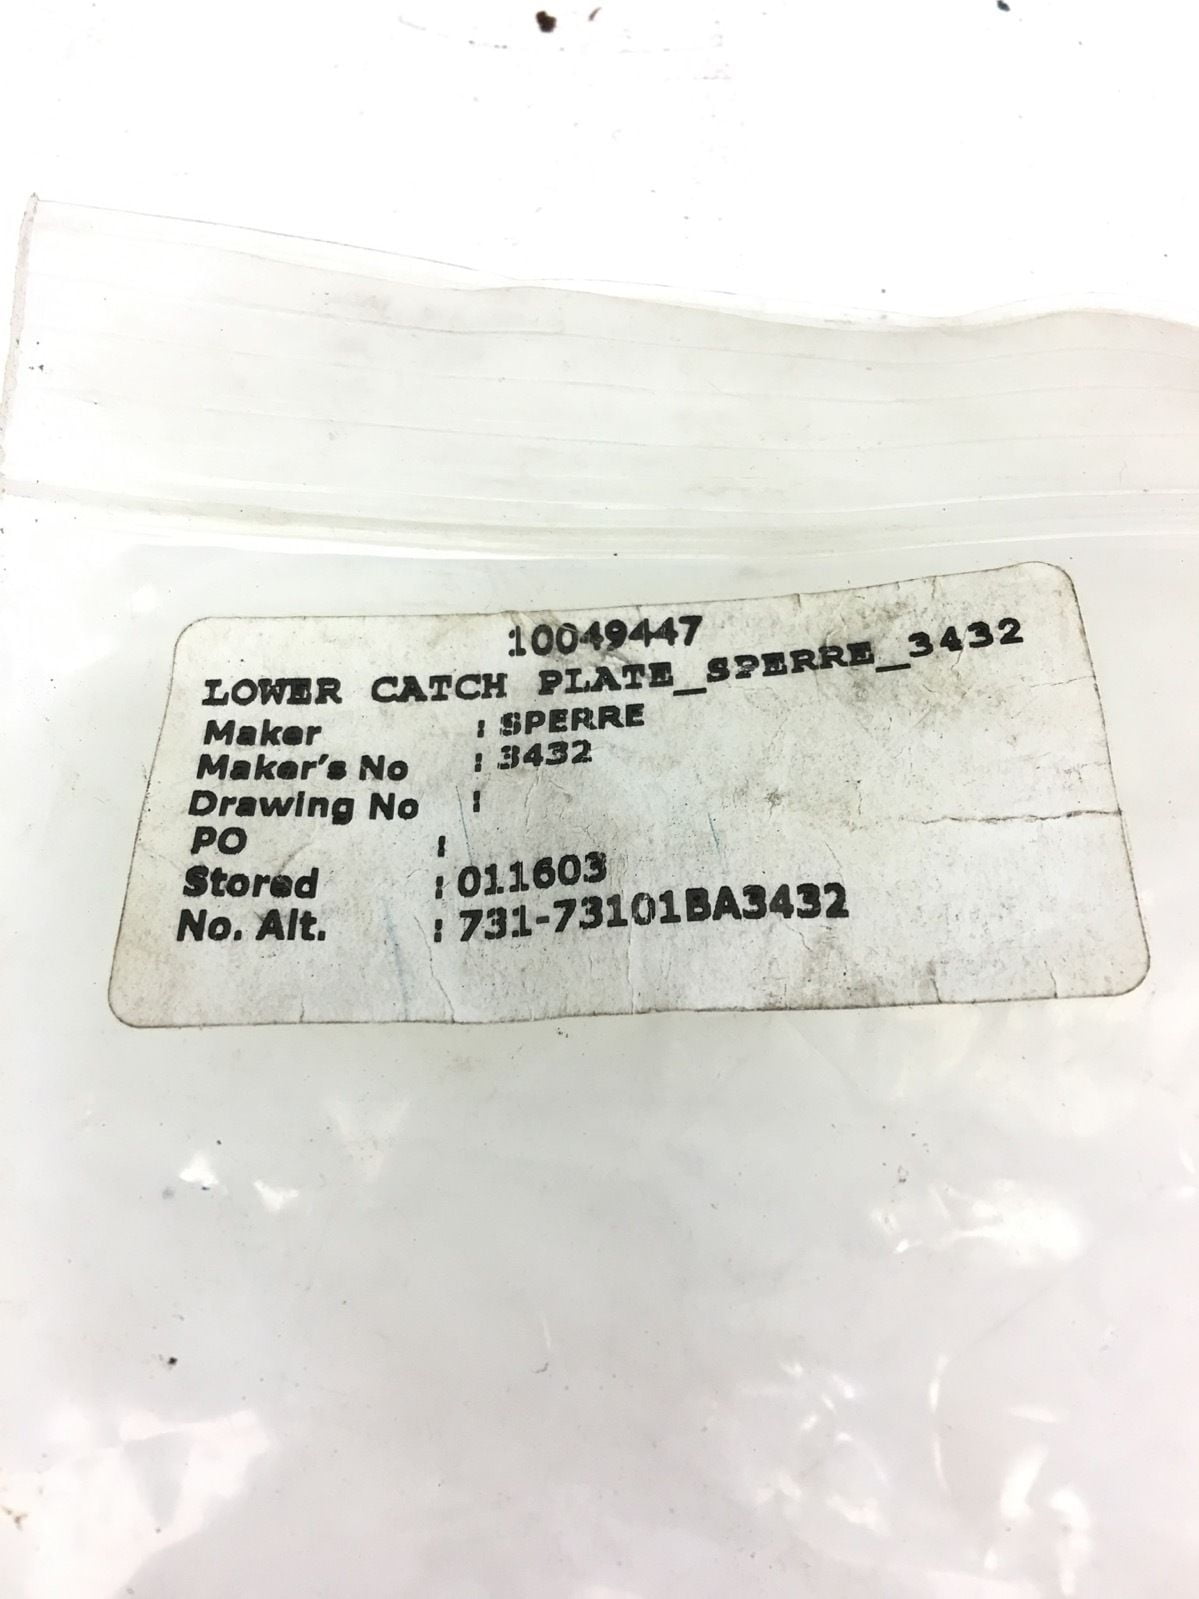 10049447
LOWER CATCH PLATE_SPERRE_3432
Maker : SPERRE
Maker's No : 3432
Drawing No :
PO :
Stored : 011603
No. Alt. : 731-73101BA3432